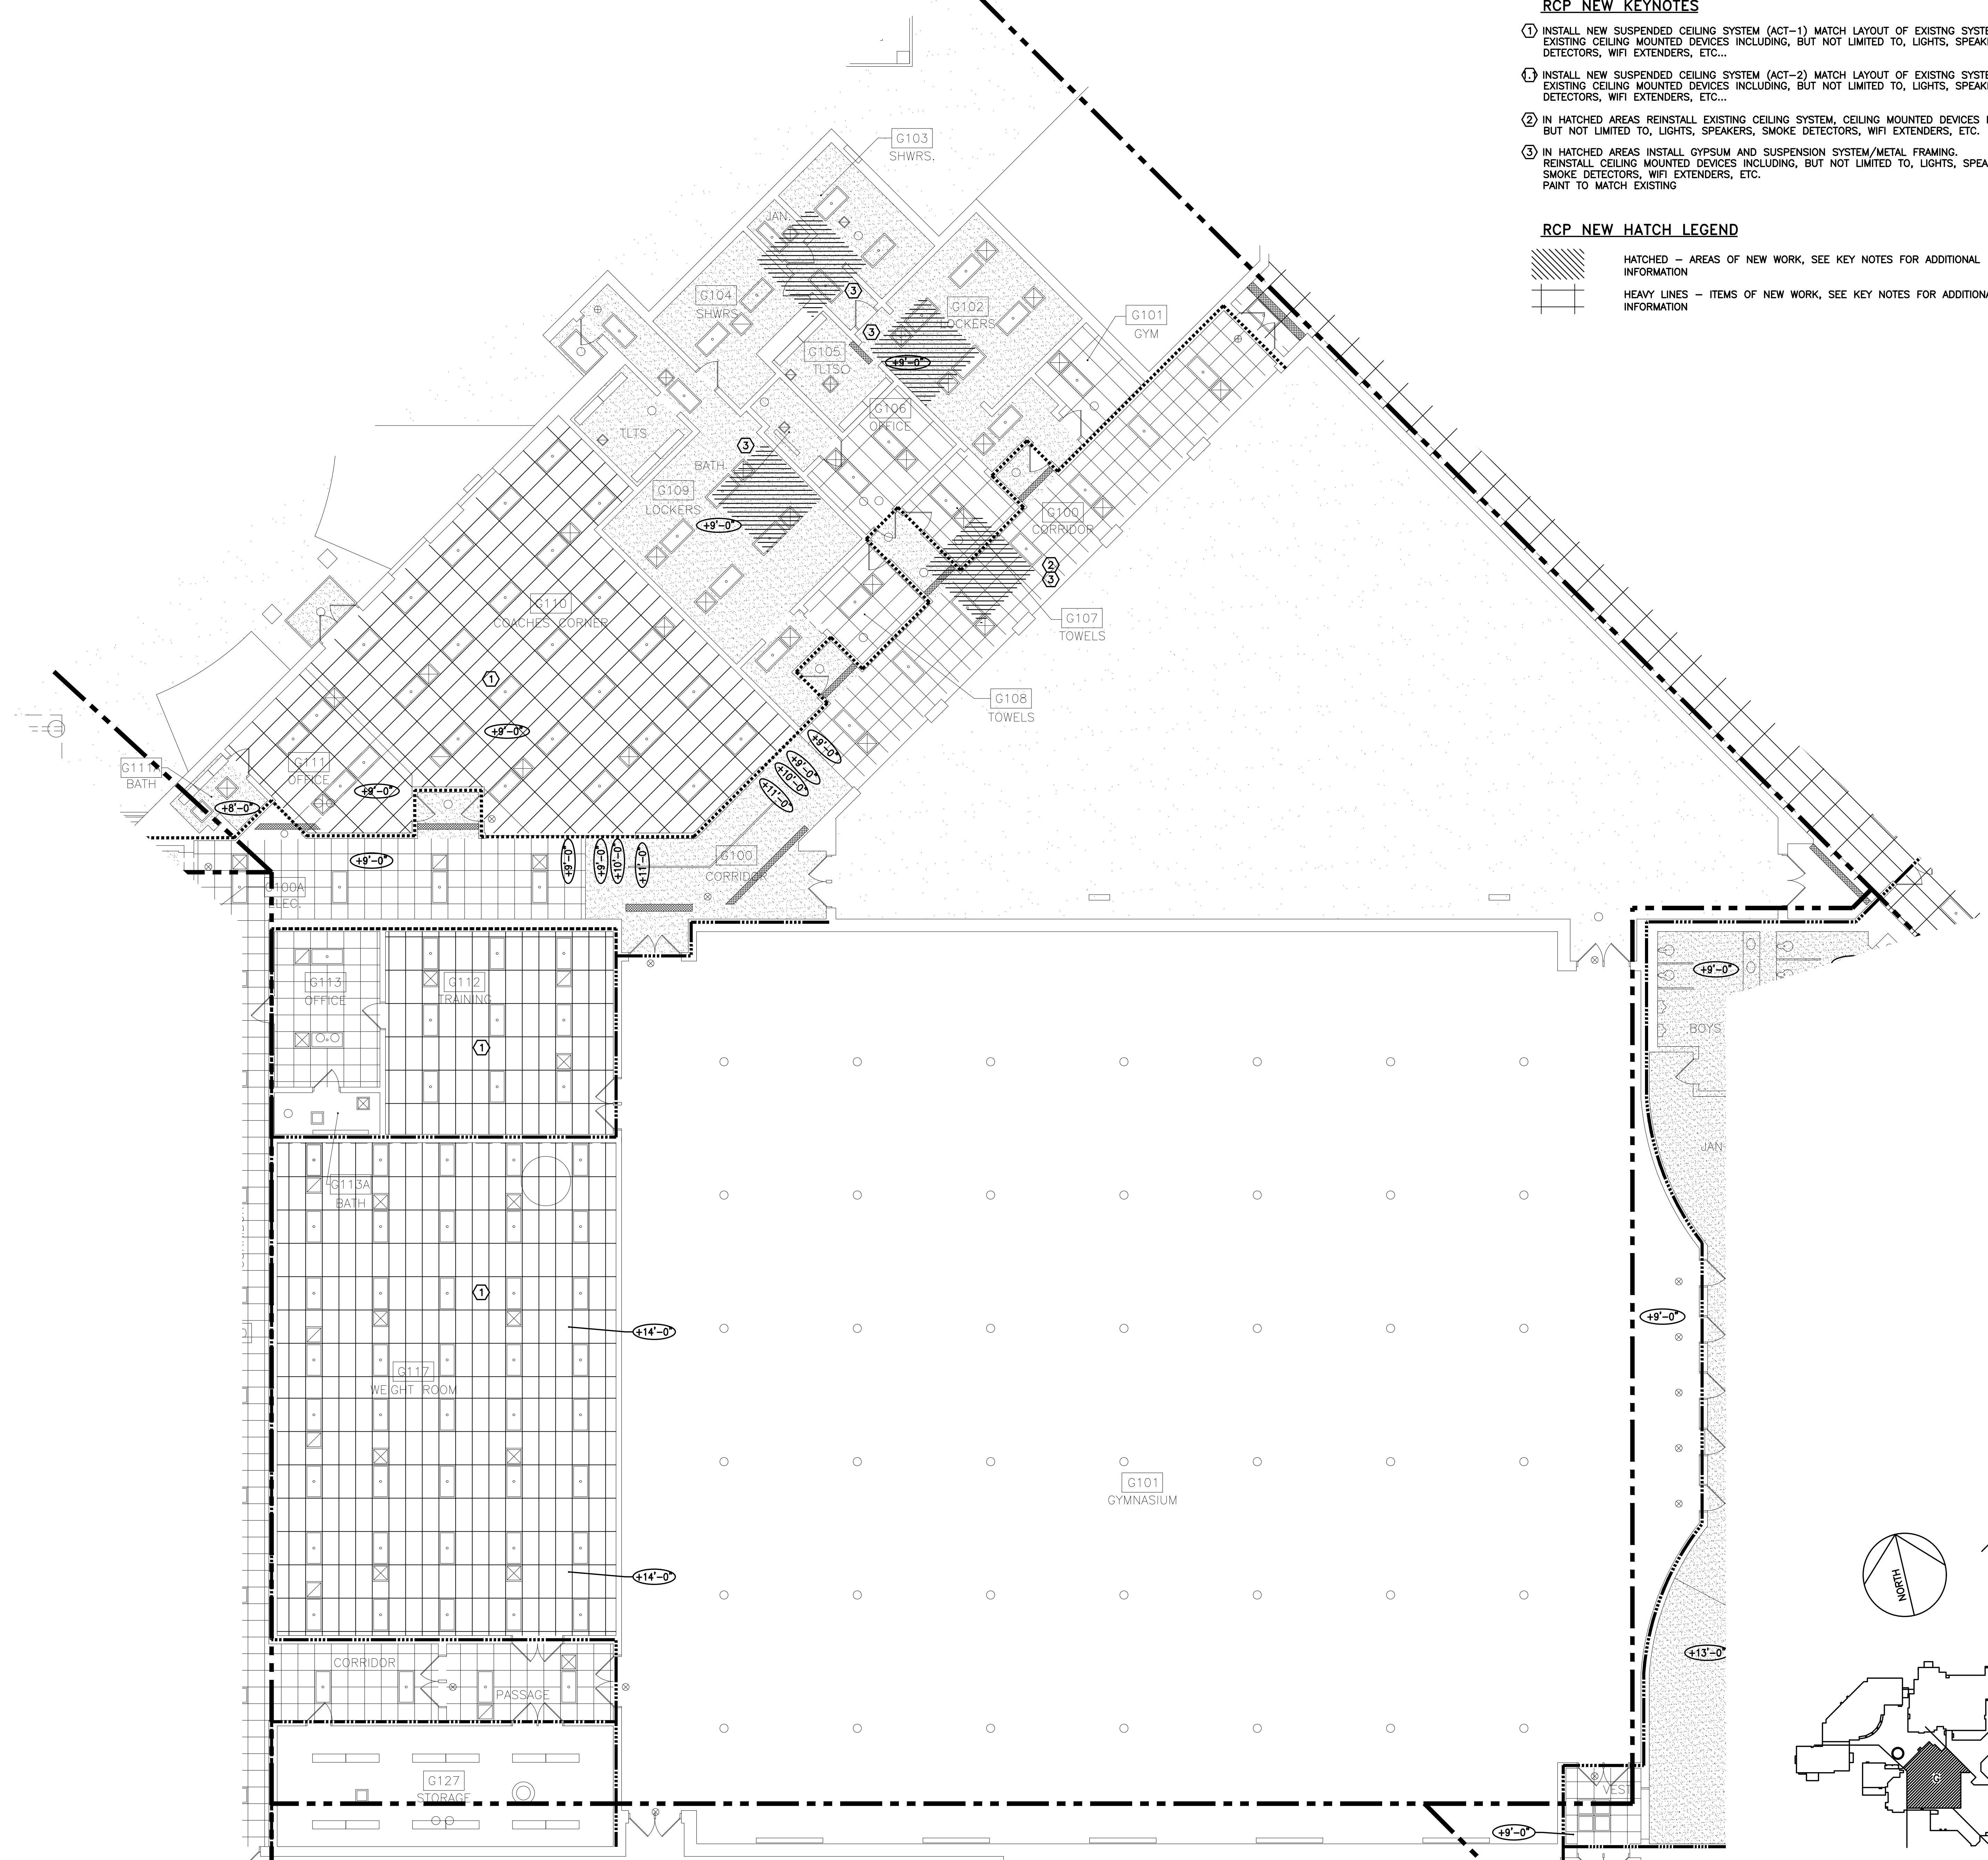 RCP NEW KEYNOTES
1 INSTALL NEW SUSPENDED CEILING SYSTEM (ACT-1) MATCH LAYOUT OF EXISTNG
EXISTING CEILING MOUNTED DEVICES INCLUDING, BUT NOT LIMITED TO, LIGHTS,
DETECTORS, WIFI EXTENDERS, ETC...
1.1 INSTALL NEW SUSPENDED CEILING SYSTEM (ACT-2) MATCH LAYOUT OF EXISTNG
EXISTING CEILING MOUNTED DEVICES INCLUDING, BUT NOT LIMITED TO, LIGHTS,
DETECTORS, WIFI EXTENDERS, ETC...
2 IN HATCHED AREAS REINSTALL EXISTING CEILING SYSTEM, CEILING MOUNTED DEVICES
BUT NOT LIMITED TO, LIGHTS, SPEAKERS, SMOKE DETECTORS, WIFI EXTENDERS, ETC.
3 IN HATCHED AREAS INSTALL GYPSUM AND SUSPENSION SYSTEM/METAL FRAMING.
REINSTALL CEILING MOUNTED DEVICES INCLUDING, BUT NOT LIMITED TO, LIGHTS,
SMOKE DETECTORS, WIFI EXTENDERS, ETC.
PAINT TO MATCH EXISTING
RCP NEW HATCH LEGEND
HATCHED – AREAS OF NEW WORK, SEE KEY NOTES FOR ADDITIONAL
INFORMATION
HEAVY LINES – ITEMS OF NEW WORK, SEE KEY NOTES FOR
INFORMATION
G103
SHWRS.
JAN.
G104
SHWRS
3
G102
LOCKERS
3
G101
GYM
G105
TLTS
+9'-0"
G106
OFFICE
TLTS
3
BATH.
G109
LOCKERS
+9'-0"
G100
CORRIDOR
2
3
G110
COACHES CORNER
G107
TOWELS
1
G108
TOWELS
+9'-0"
+9'-0"
+9'-0"
+10'-0"
+11'-0"
G111A
BATH
G111
OFFICE
+9'-0"
+8'-0"
+9'-0"
+9'-0"
+9'-0"
+10'-0"
+11'-0"
G100
CORRIDOR
G100A
ELEC.
G113
OFFICE
G112
TRAINING
+9'-0"
BOYS
1
JAN
G113A
BATH
1
+9'-0"
+14'-0"
G117
WEIGHT ROOM
G101
GYMNASIUM
+14'-0"
NORTH
CORRIDOR
PASSAGE
+13'-0"
G
G127
STORAGE
VEST
+9'-0"